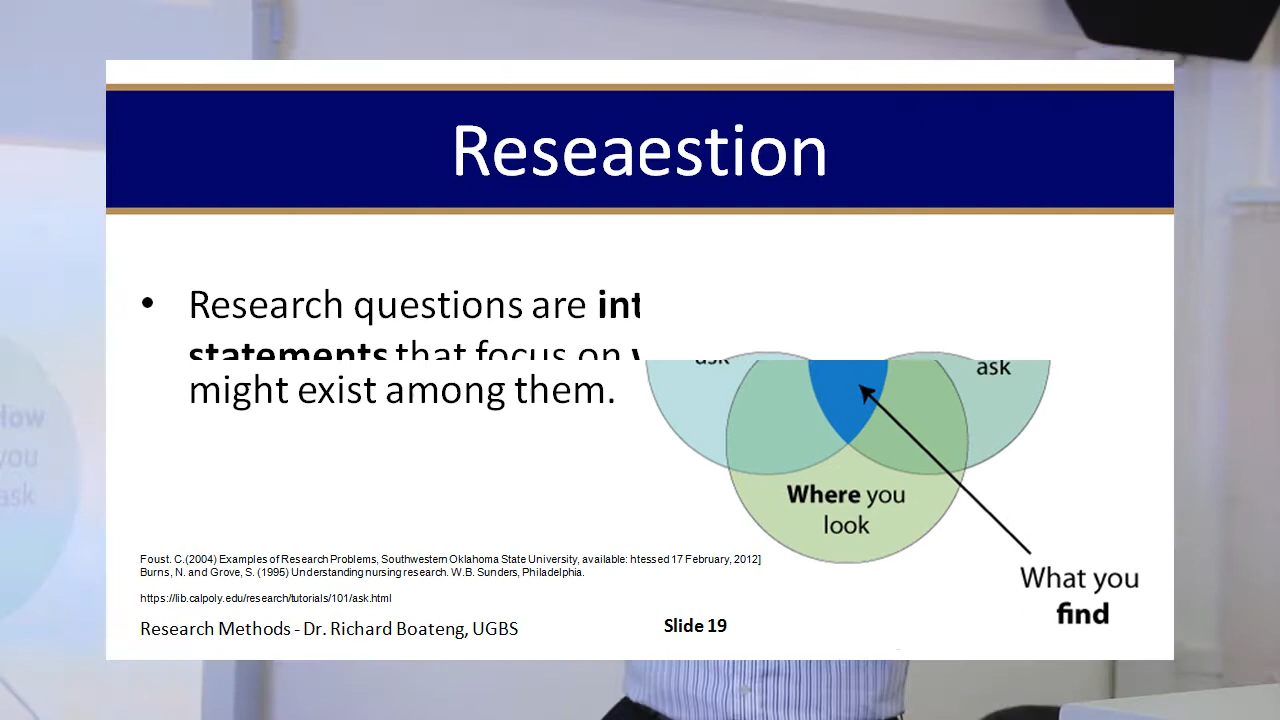 Reseaestion
• Research questions are int
statements that focus on
might exist among them.
ask
ask
Where you
look
What you
find
How
you
ask
Foust. C.(2004) Examples of Research Problems, Southwestern Oklahoma State University, available: htessed 17 February, 2012]
Burns, N. and Grove, S. (1995) Understanding nursing research. W.B. Sunders, Philadelphia.
https://lib.calpoly.edu/research/tutorials/101/ask.html
Research Methods - Dr. Richard Boateng, UGBS
Slide 19